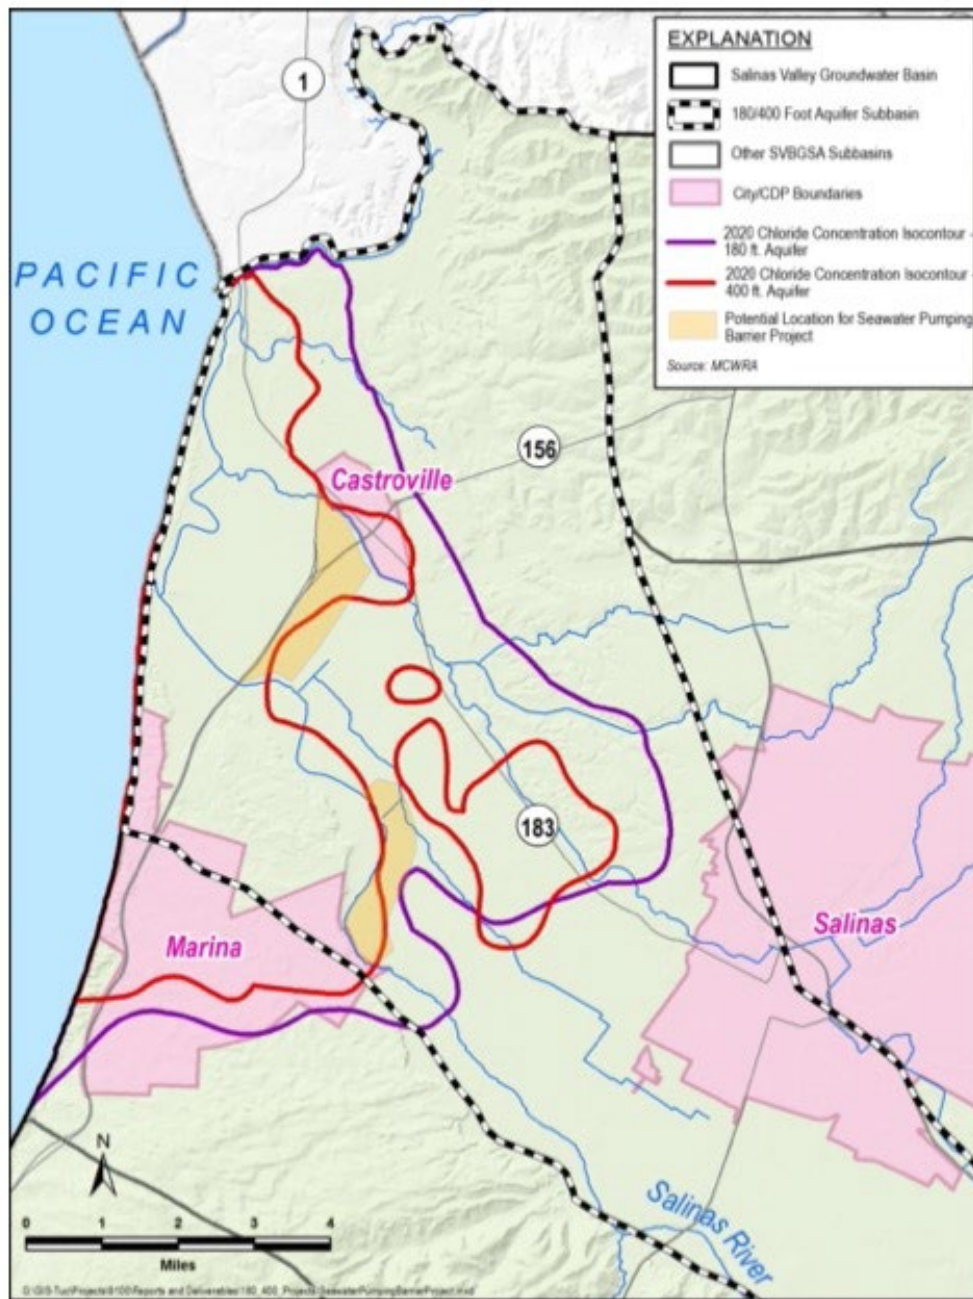 EXPLANATION
Salinas Valley Groundwater Basin
180/400 Foot Aquifer Subbasin
Other SVBGSA Subbasins
City/CDP Boundaries
2020 Chloride Concentration Isocontour -
180 ft. Aquifer
2020 Chloride Concentration Isocontour -
400 ft. Aquifer
Potential Location for Seawater Pumping
Barrier Project
Source: MCWRA
1
PACIFIC
OCEAN
156
Castroville
183
Marina
Salinas
Salinas River
N
0 1 2 3 4
Miles